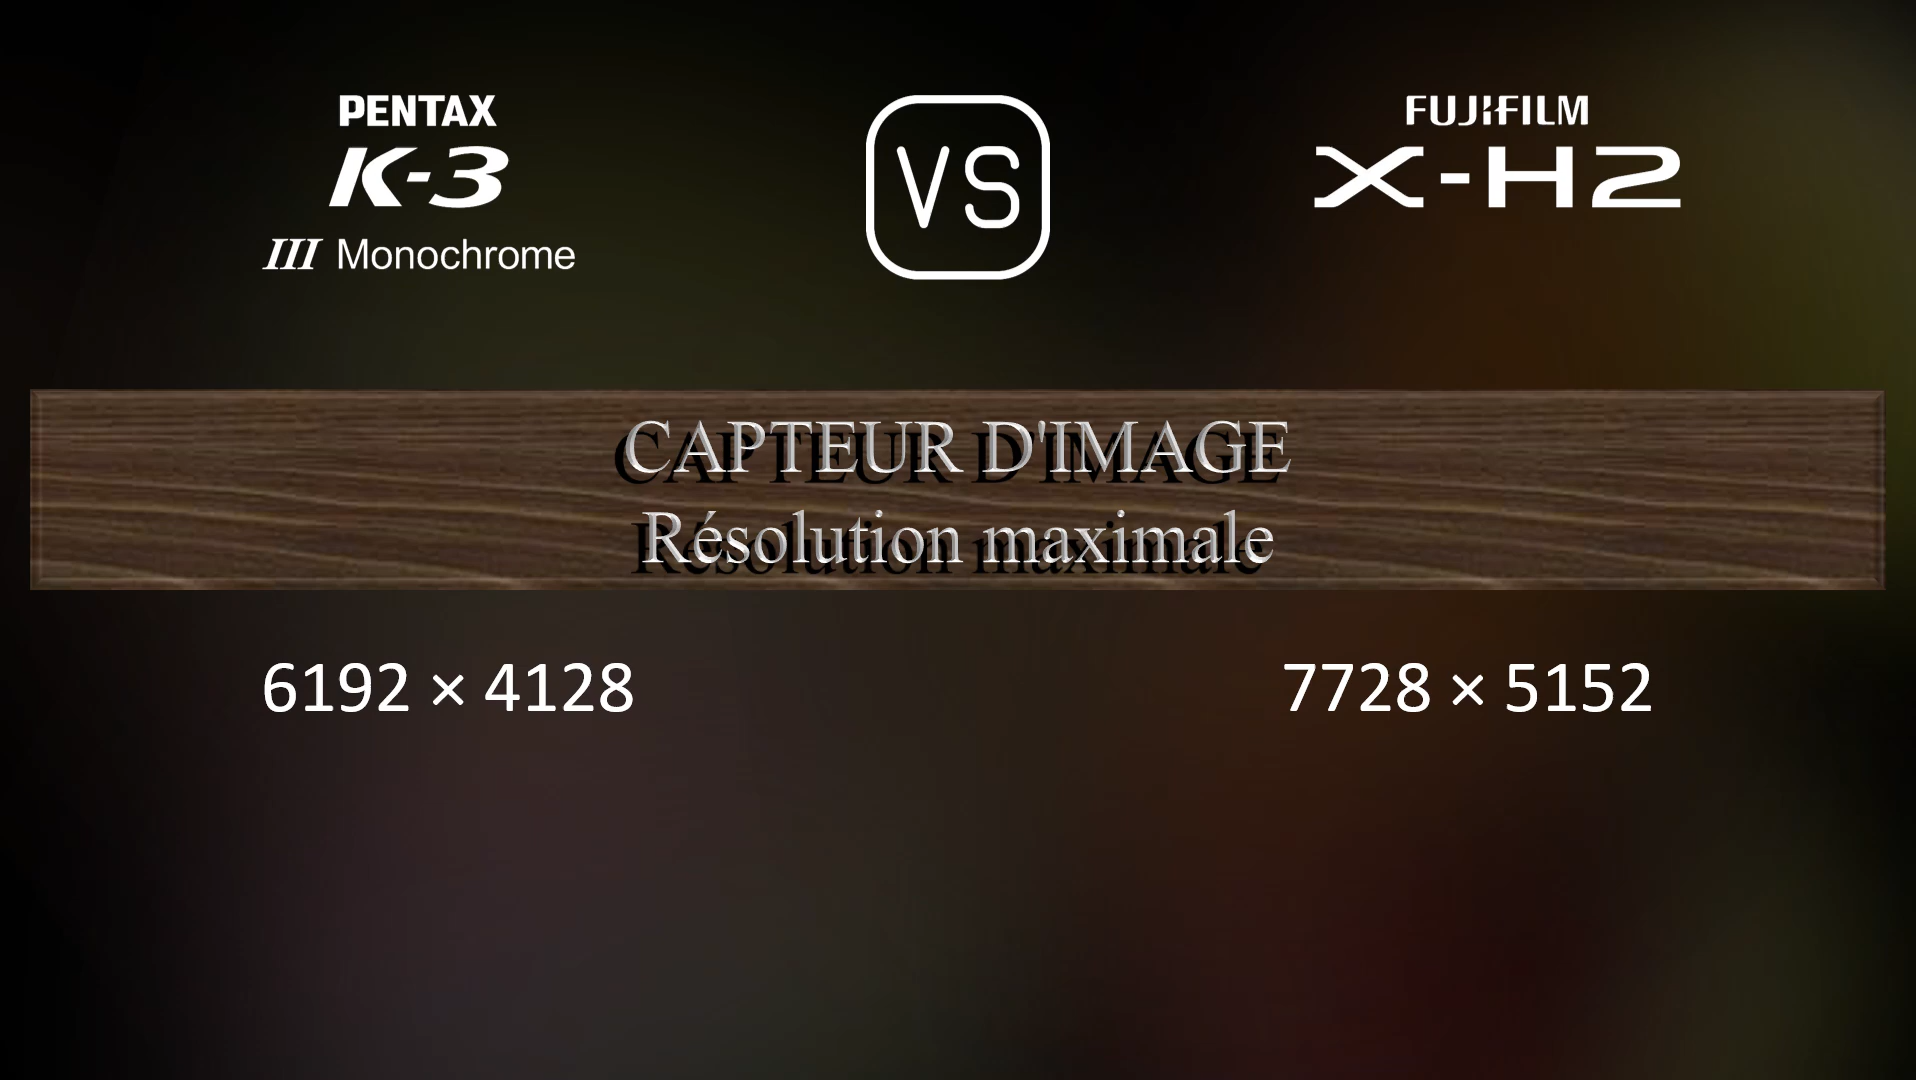 PENTAX
K-3
III Monochrome
VS
FUJIFILM
X-H2
CAPTEUR D'IMAGE
Résolution maximale
6192 × 4128
7728 × 5152